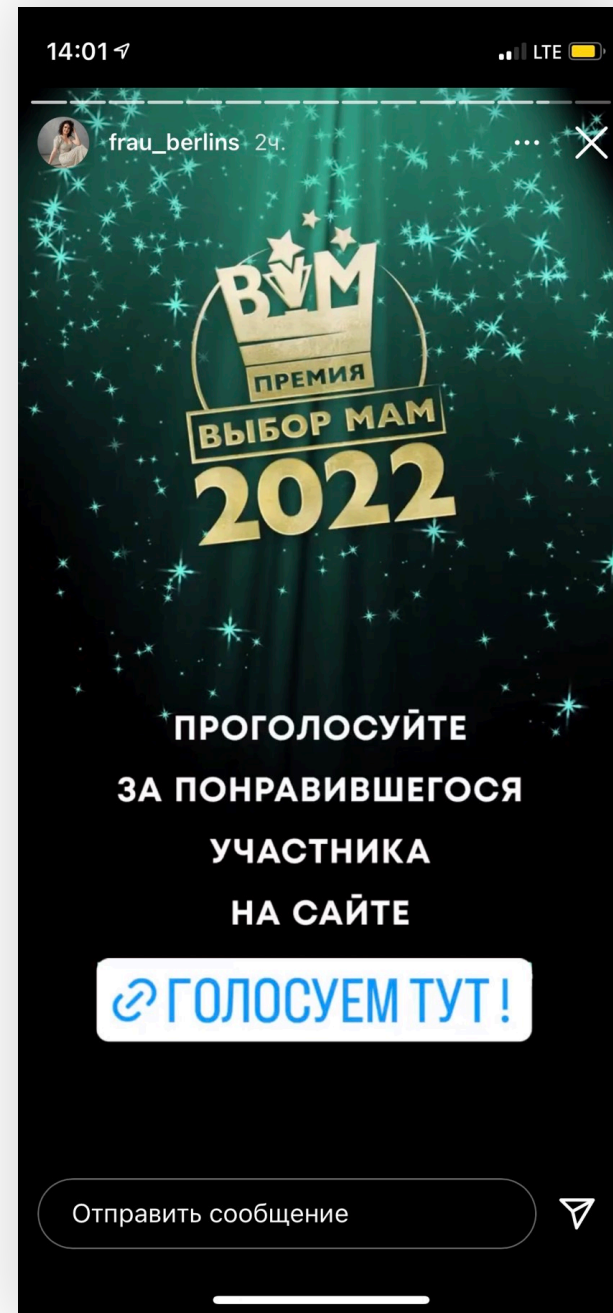 14:01
LTE
frau_berlins 2ч.
ВУМ
ПРЕМИЯ
ВЫБОР МАМ
2022
ПРОГОЛОСУЙТЕ
ЗА ПОНРАВИВШЕГОСЯ
УЧАСТНИКА
НА САЙТЕ
ГОЛОСУЕМ ТУТ!
Отправить сообщение